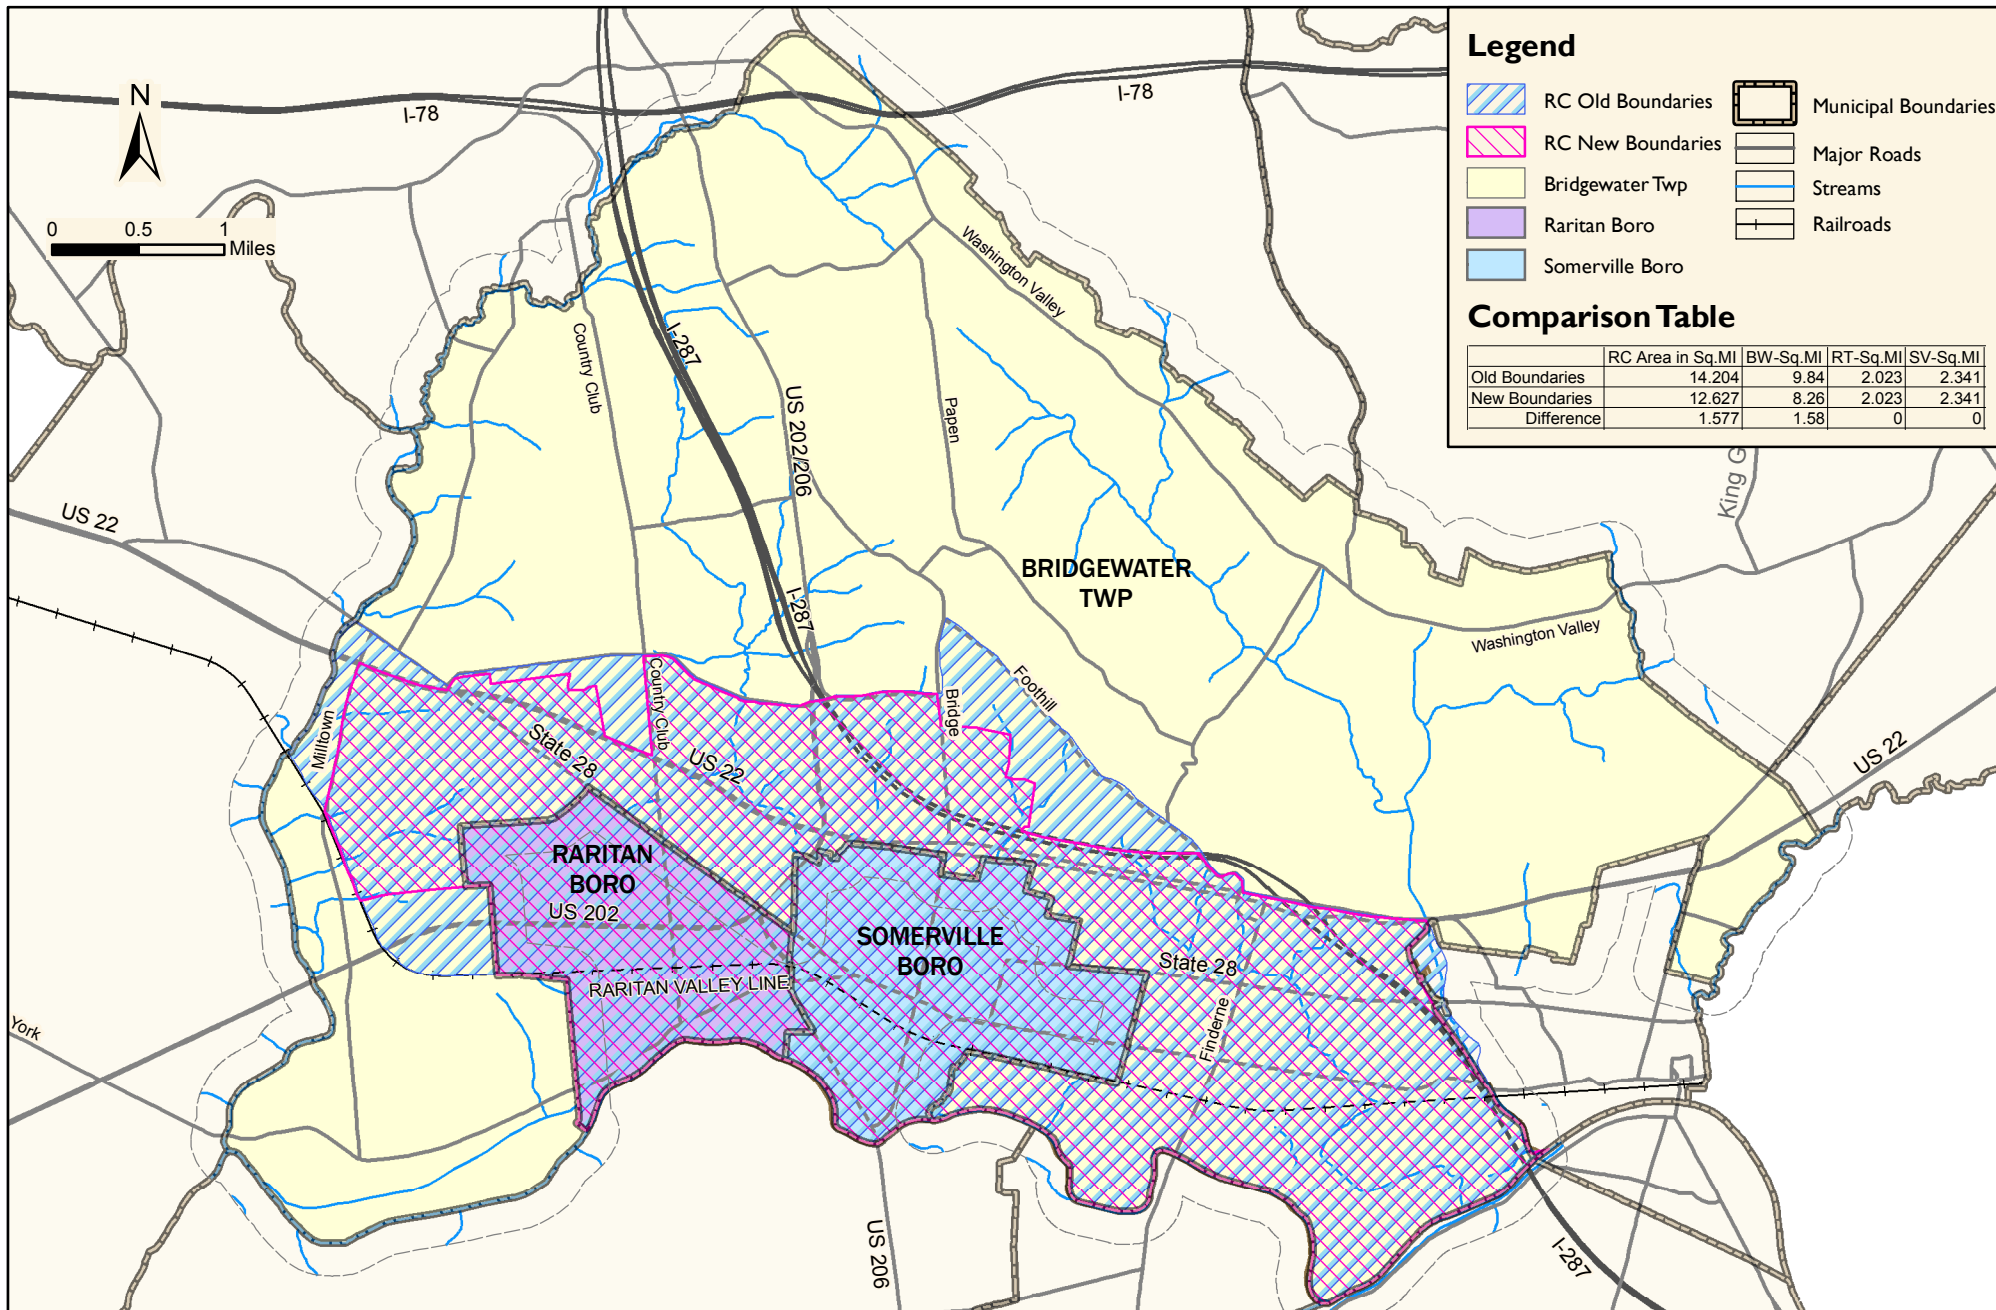 Legend
RC Old Boundaries
RC New Boundaries
Bridgewater Twp
Raritan Boro
Somerville Boro
Municipal Boundaries
Major Roads
Streams
Railroads
Comparison Table
RC Area in Sq.MI BW-Sq.MI RT-Sq.MI SV-Sq.MI
Old Boundaries 14.204 9.84 2.023 2.341
New Boundaries 12.627 8.26 2.023 2.341
Difference 1.577 1.58 0 0
N
0 0.5 1
Miles
I-78
I-78
Washington Valley
Country Club
I-287
US 202/206
Papen
King G
US 22
BRIDGEWATER
TWP
I-287
Washington Valley
Foothill
Country Club
Bridge
Milltown
State 28
US 22
US 22
RARITAN
BORO
US 202
SOMERVILLE
BORO
State 28
RARITAN VALLEY LINE
Finderne
York
US 206
I-287